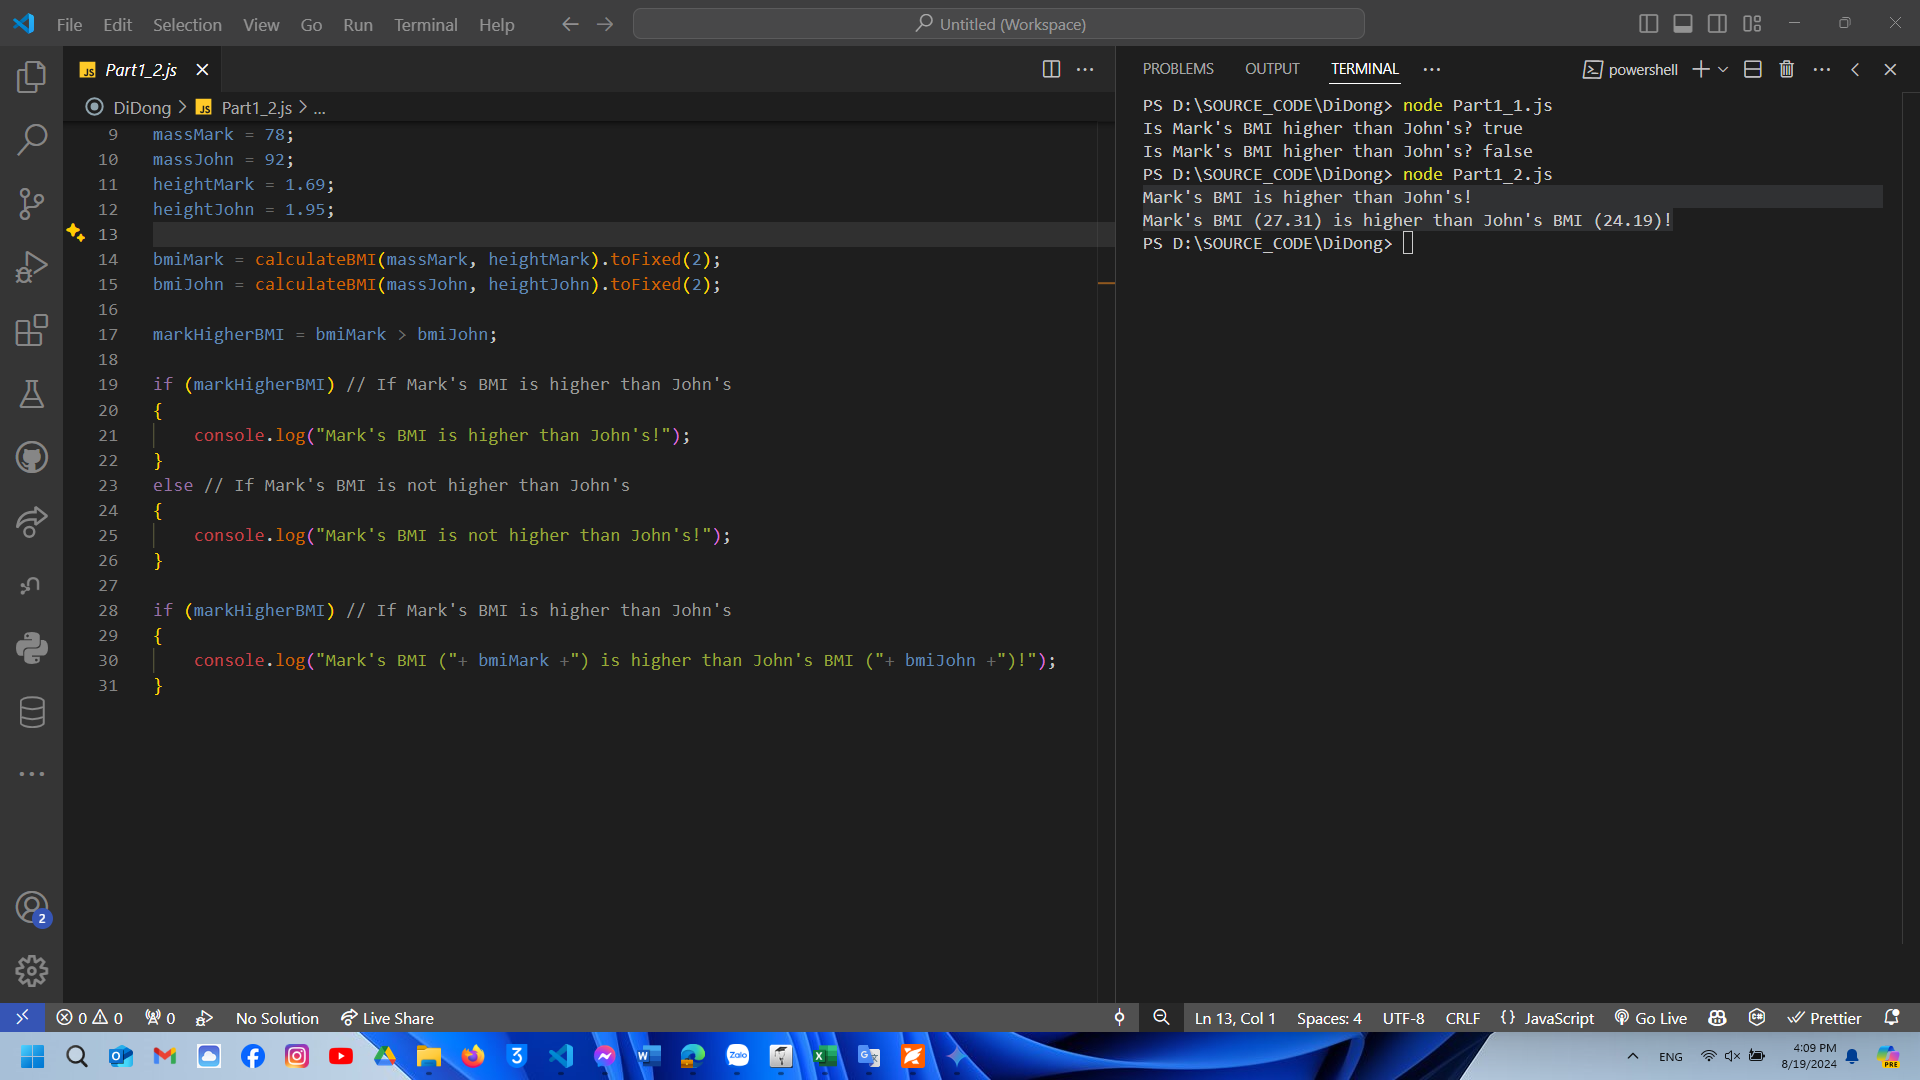 File Edit Selection View Go Run Terminal Help
Untitled (Workspace)
JS Part1_2.js
DiDong > JS Part1_2.js > ...
9 massMark = 78;
10 massJohn = 92;
11 heightMark = 1.69;
12 heightJohn = 1.95;
13
14 bmiMark = calculateBMI(massMark, heightMark).toFixed(2);
15 bmiJohn = calculateBMI(massJohn, heightJohn).toFixed(2);
16
17 markHigherBMI = bmiMark > bmiJohn;
18
19 if (markHigherBMI) // If Mark's BMI is higher than John's
20 {
21 console.log("Mark's BMI is higher than John's!");
22 }
23 else // If Mark's BMI is not higher than John's
24 {
25 console.log("Mark's BMI is not higher than John's!");
26 }
27
28 if (markHigherBMI) // If Mark's BMI is higher than John's
29 {
30 console.log("Mark's BMI ("+ bmiMark +") is higher than John's BMI ("+ bmiJohn +")!");
31 }
PROBLEMS OUTPUT TERMINAL ... powershell
PS D:\SOURCE_CODE\DiDong> node Part1_1.js
Is Mark's BMI higher than John's? true
Is Mark's BMI higher than John's? false
PS D:\SOURCE_CODE\DiDong> node Part1_2.js
Mark's BMI is higher than John's!
Mark's BMI (27.31) is higher than John's BMI (24.19)!
PS D:\SOURCE_CODE\DiDong>
2
0 0 0 No Solution Live Share Ln 13, Col 1 Spaces: 4 UTF-8 CRLF {} JavaScript Go Live Prettier
Zalo
ENG
4:09 PM
8/19/2024
PRE